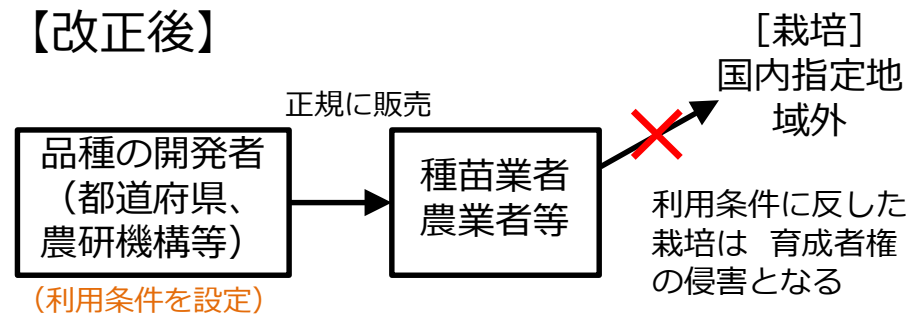 【改正後】
正規に販売
品種の開発者
（都道府県、
農研機構等）
（利用条件を設定）
種苗業者
農業者等
［栽培］
国内指定地
域外
利用条件に反した
栽培は 育成者権
の侵害となる